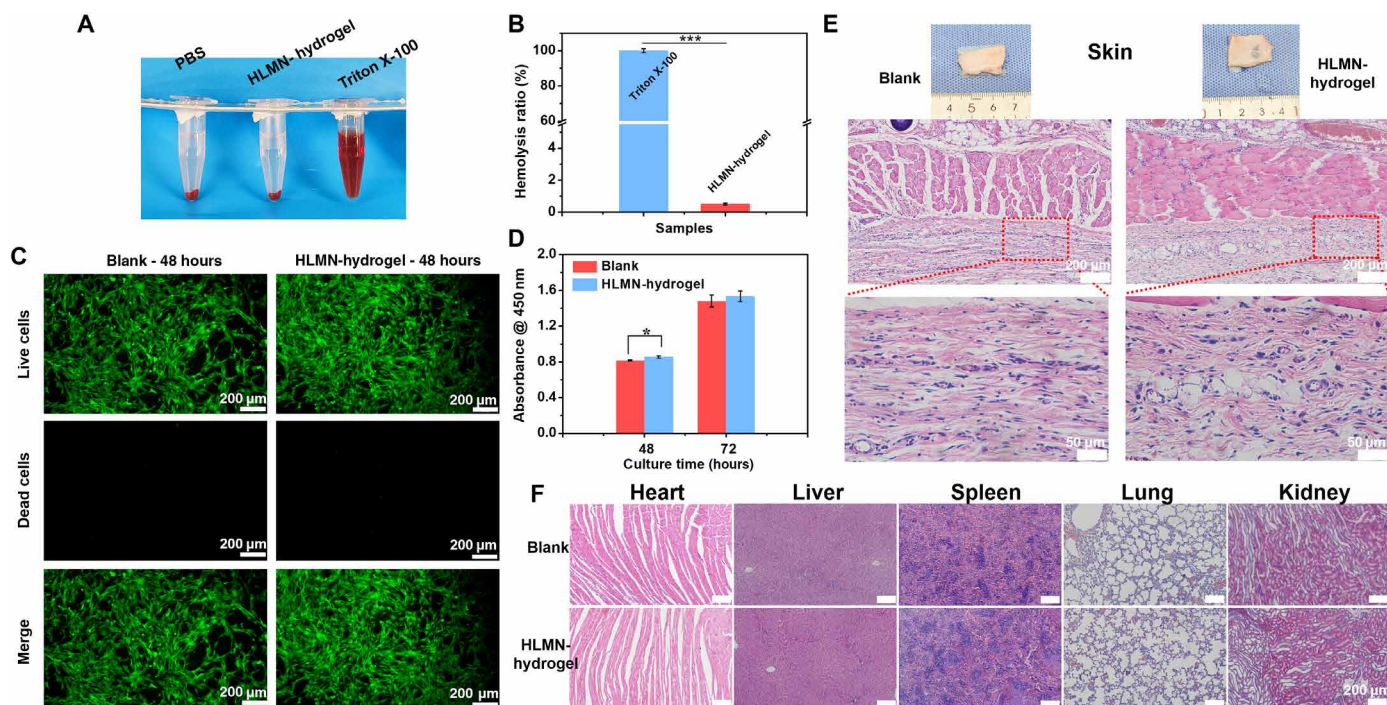 A
PBS
HLMN- hydrogel
Triton X-100
B
***
Hemolysis ratio (%)
100
80
60
4
2
0
Triton X-100
HLMN-hydrogel
Samples
C
Blank - 48 hours
HLMN-hydrogel - 48 hours
Live cells
200 µm
200 µm
Dead cells
200 µm
200 µm
Merge
200 µm
200 µm
D
Blank
HLMN-hydrogel
*
Absorbance @ 450 nm
1.8
1.5
1.2
0.9
0.6
0.3
0.0
48
72
Culture time (hours)
E
Skin
Blank
HLMN-
hydrogel
4 5 6 7
1 2 3 4
200 µm
200 µm
50 µm
50 µm
F
Heart
Liver
Spleen
Lung
Kidney
Blank
HLMN-
hydrogel
200 µm